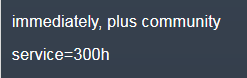 immediately, plus community
service=300h